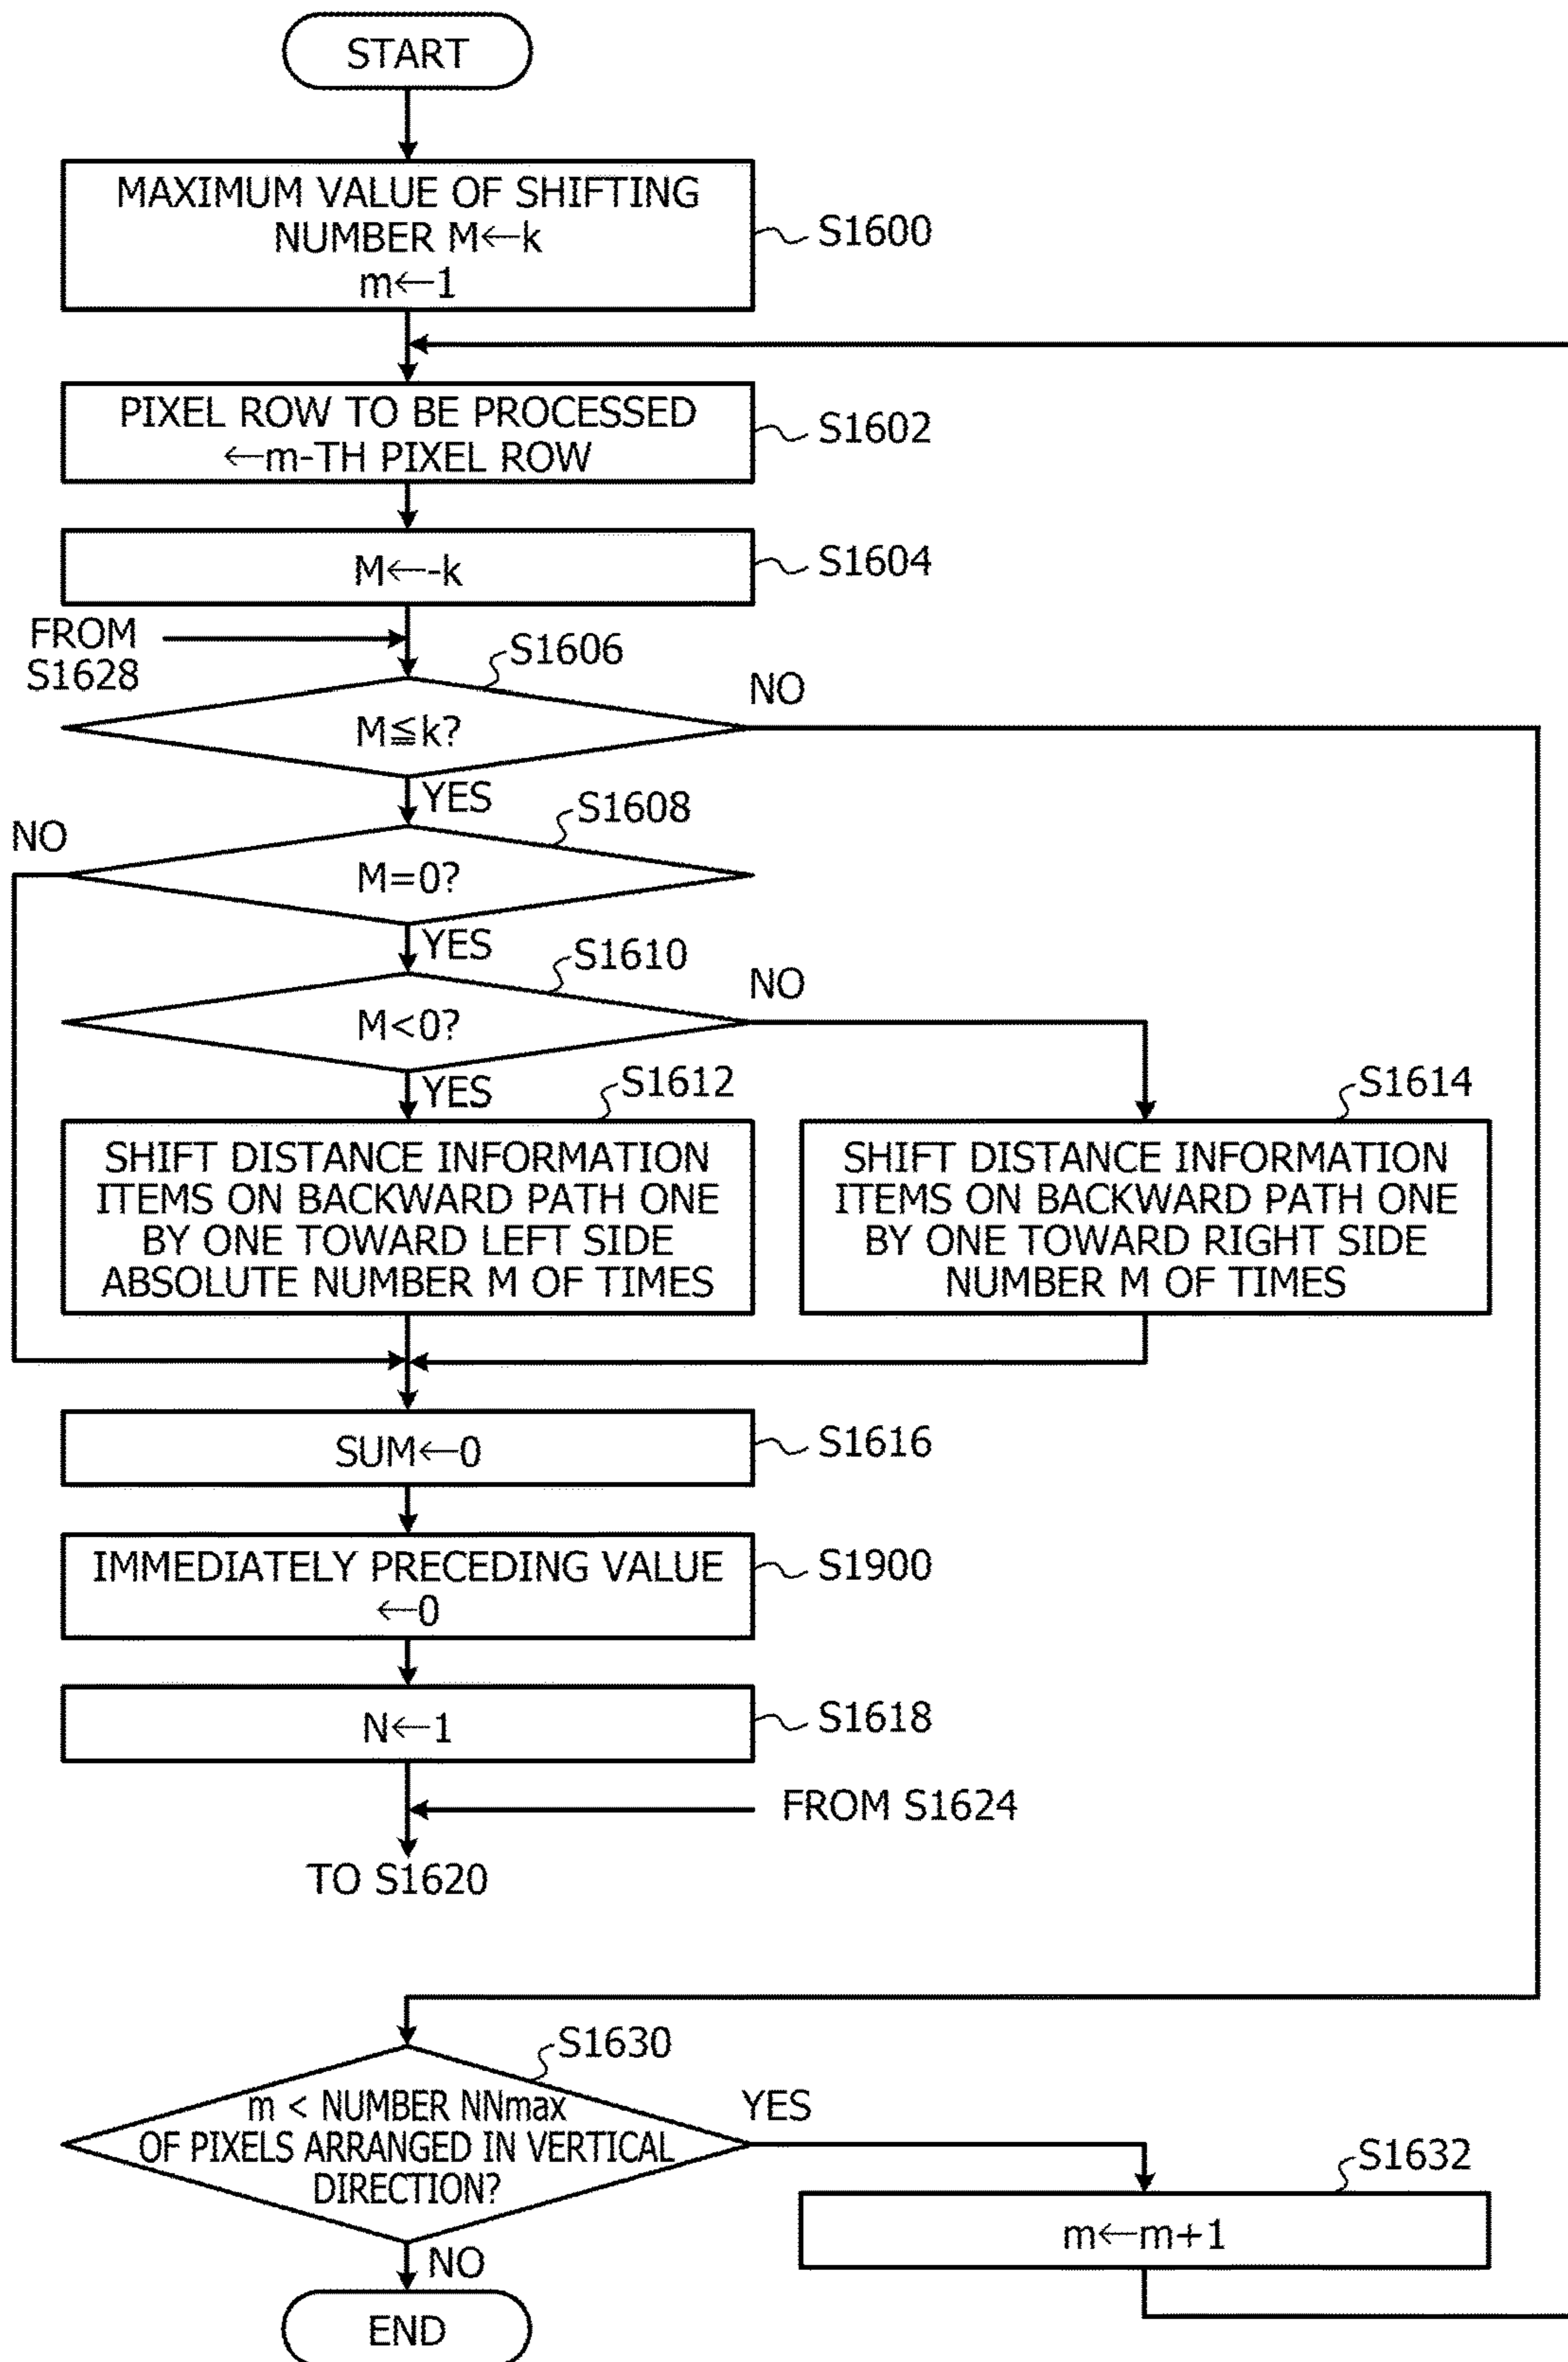 START
MAXIMUM VALUE OF SHIFTING
NUMBER M←k
m←1
S1600
PIXEL ROW TO BE PROCESSED
←m-TH PIXEL ROW
S1602
M←-k
S1604
FROM
S1628
S1606
M≦k?
NO
YES
S1608
NO
M=0?
YES
S1610
M<0?
NO
YES
S1612
SHIFT DISTANCE INFORMATION
ITEMS ON BACKWARD PATH ONE
BY ONE TOWARD LEFT SIDE
ABSOLUTE NUMBER M OF TIMES
S1614
SHIFT DISTANCE INFORMATION
ITEMS ON BACKWARD PATH ONE
BY ONE TOWARD RIGHT SIDE
NUMBER M OF TIMES
SUM←0
S1616
IMMEDIATELY PRECEDING VALUE
←0
S1900
N←1
S1618
FROM S1624
TO S1620
S1630
m < NUMBER NNmax
OF PIXELS ARRANGED IN VERTICAL
DIRECTION?
YES
S1632
m←m+1
NO
END